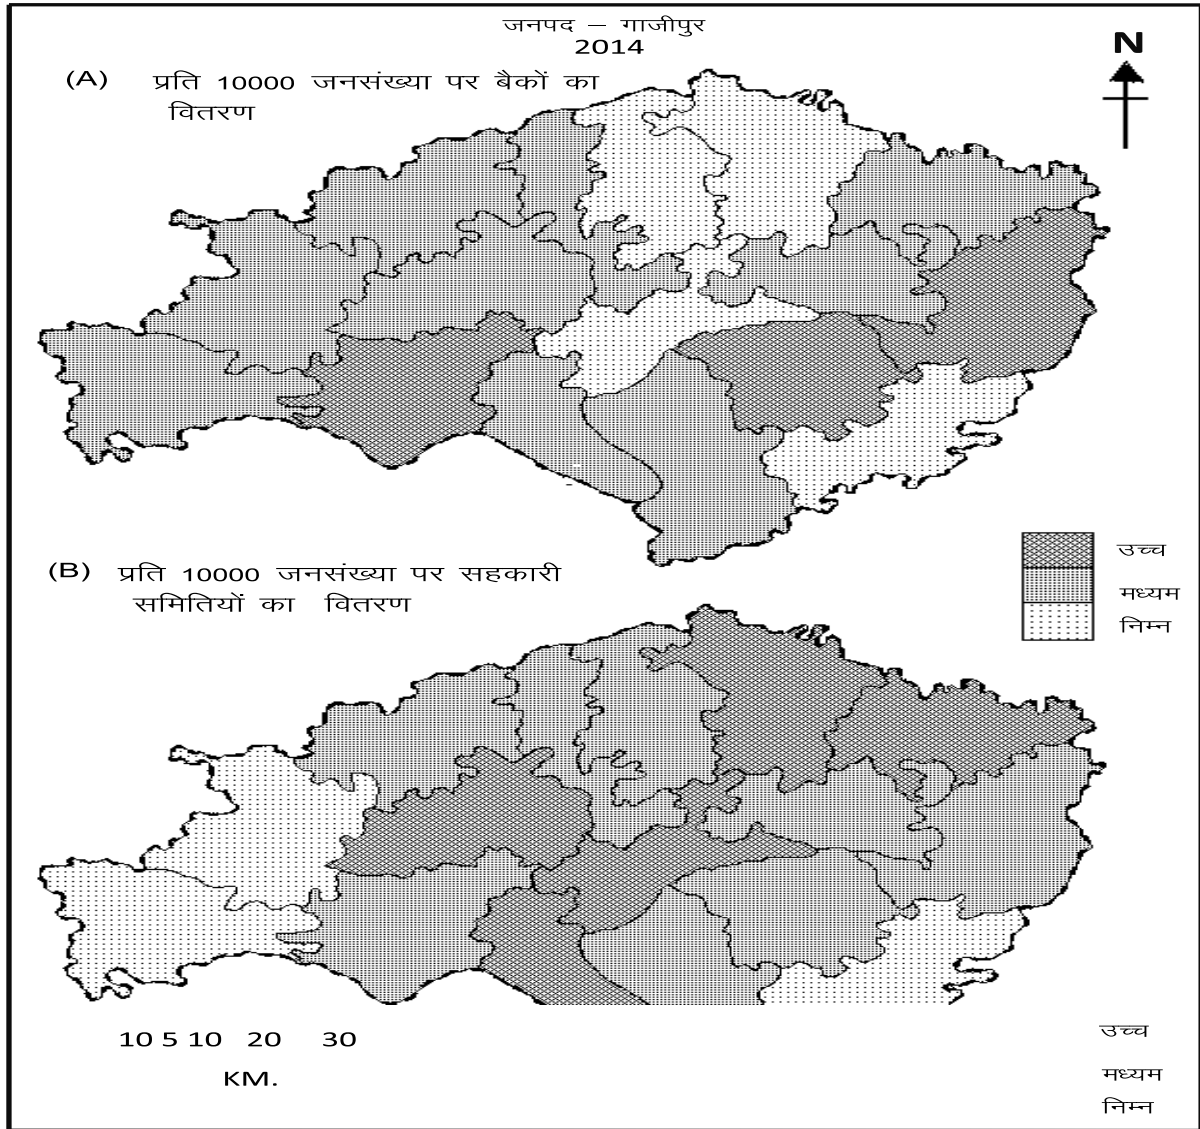 जनपद – गाजीपुर
2014
N
(A) प्रति 10000 जनसंख्या पर बैकों का
वितरण
उच्च
मध्यम
निम्न
(B) प्रति 10000 जनसंख्या पर सहकारी
समितियों का वितरण
10 5 10 20 30
KM.
उच्च
मध्यम
निम्न